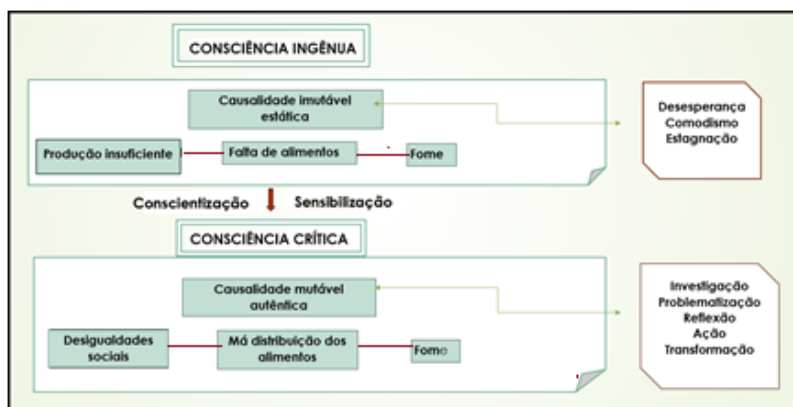 CONSCIÊNCIA INGÊNUA
Causalidade imutável
estática
Desesperança
Comodismo
Estagnação
Produção insuficiente
Falta de alimentos
Fome
Conscientização
Sensibilização
CONSCIÊNCIA CRÍTICA
Causalidade mutável
autêntica
Investigação
Problematização
Reflexão
Ação
Transformação
Desigualdades
sociais
Má distribuição dos
alimentos
Fome